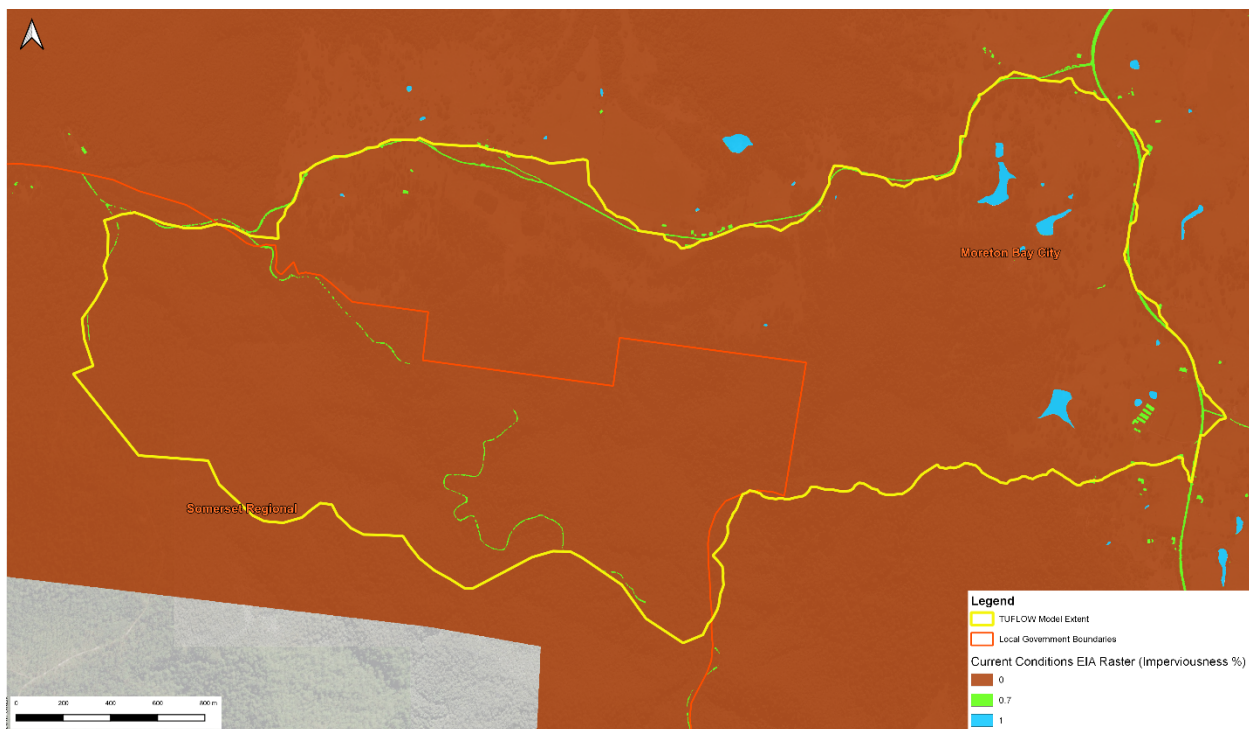 Moreton Bay City
Somerset Regional
Legend
TUFLOW Model Extent
Local Government Boundaries
Current Conditions EIA Raster (Imperviousness %)
0
0.7
1
0 200 400 600 800 m